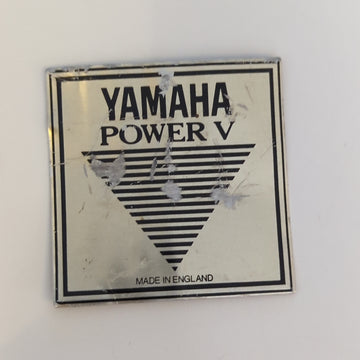 YAMAHA
POWER V
MADE IN ENGLAND